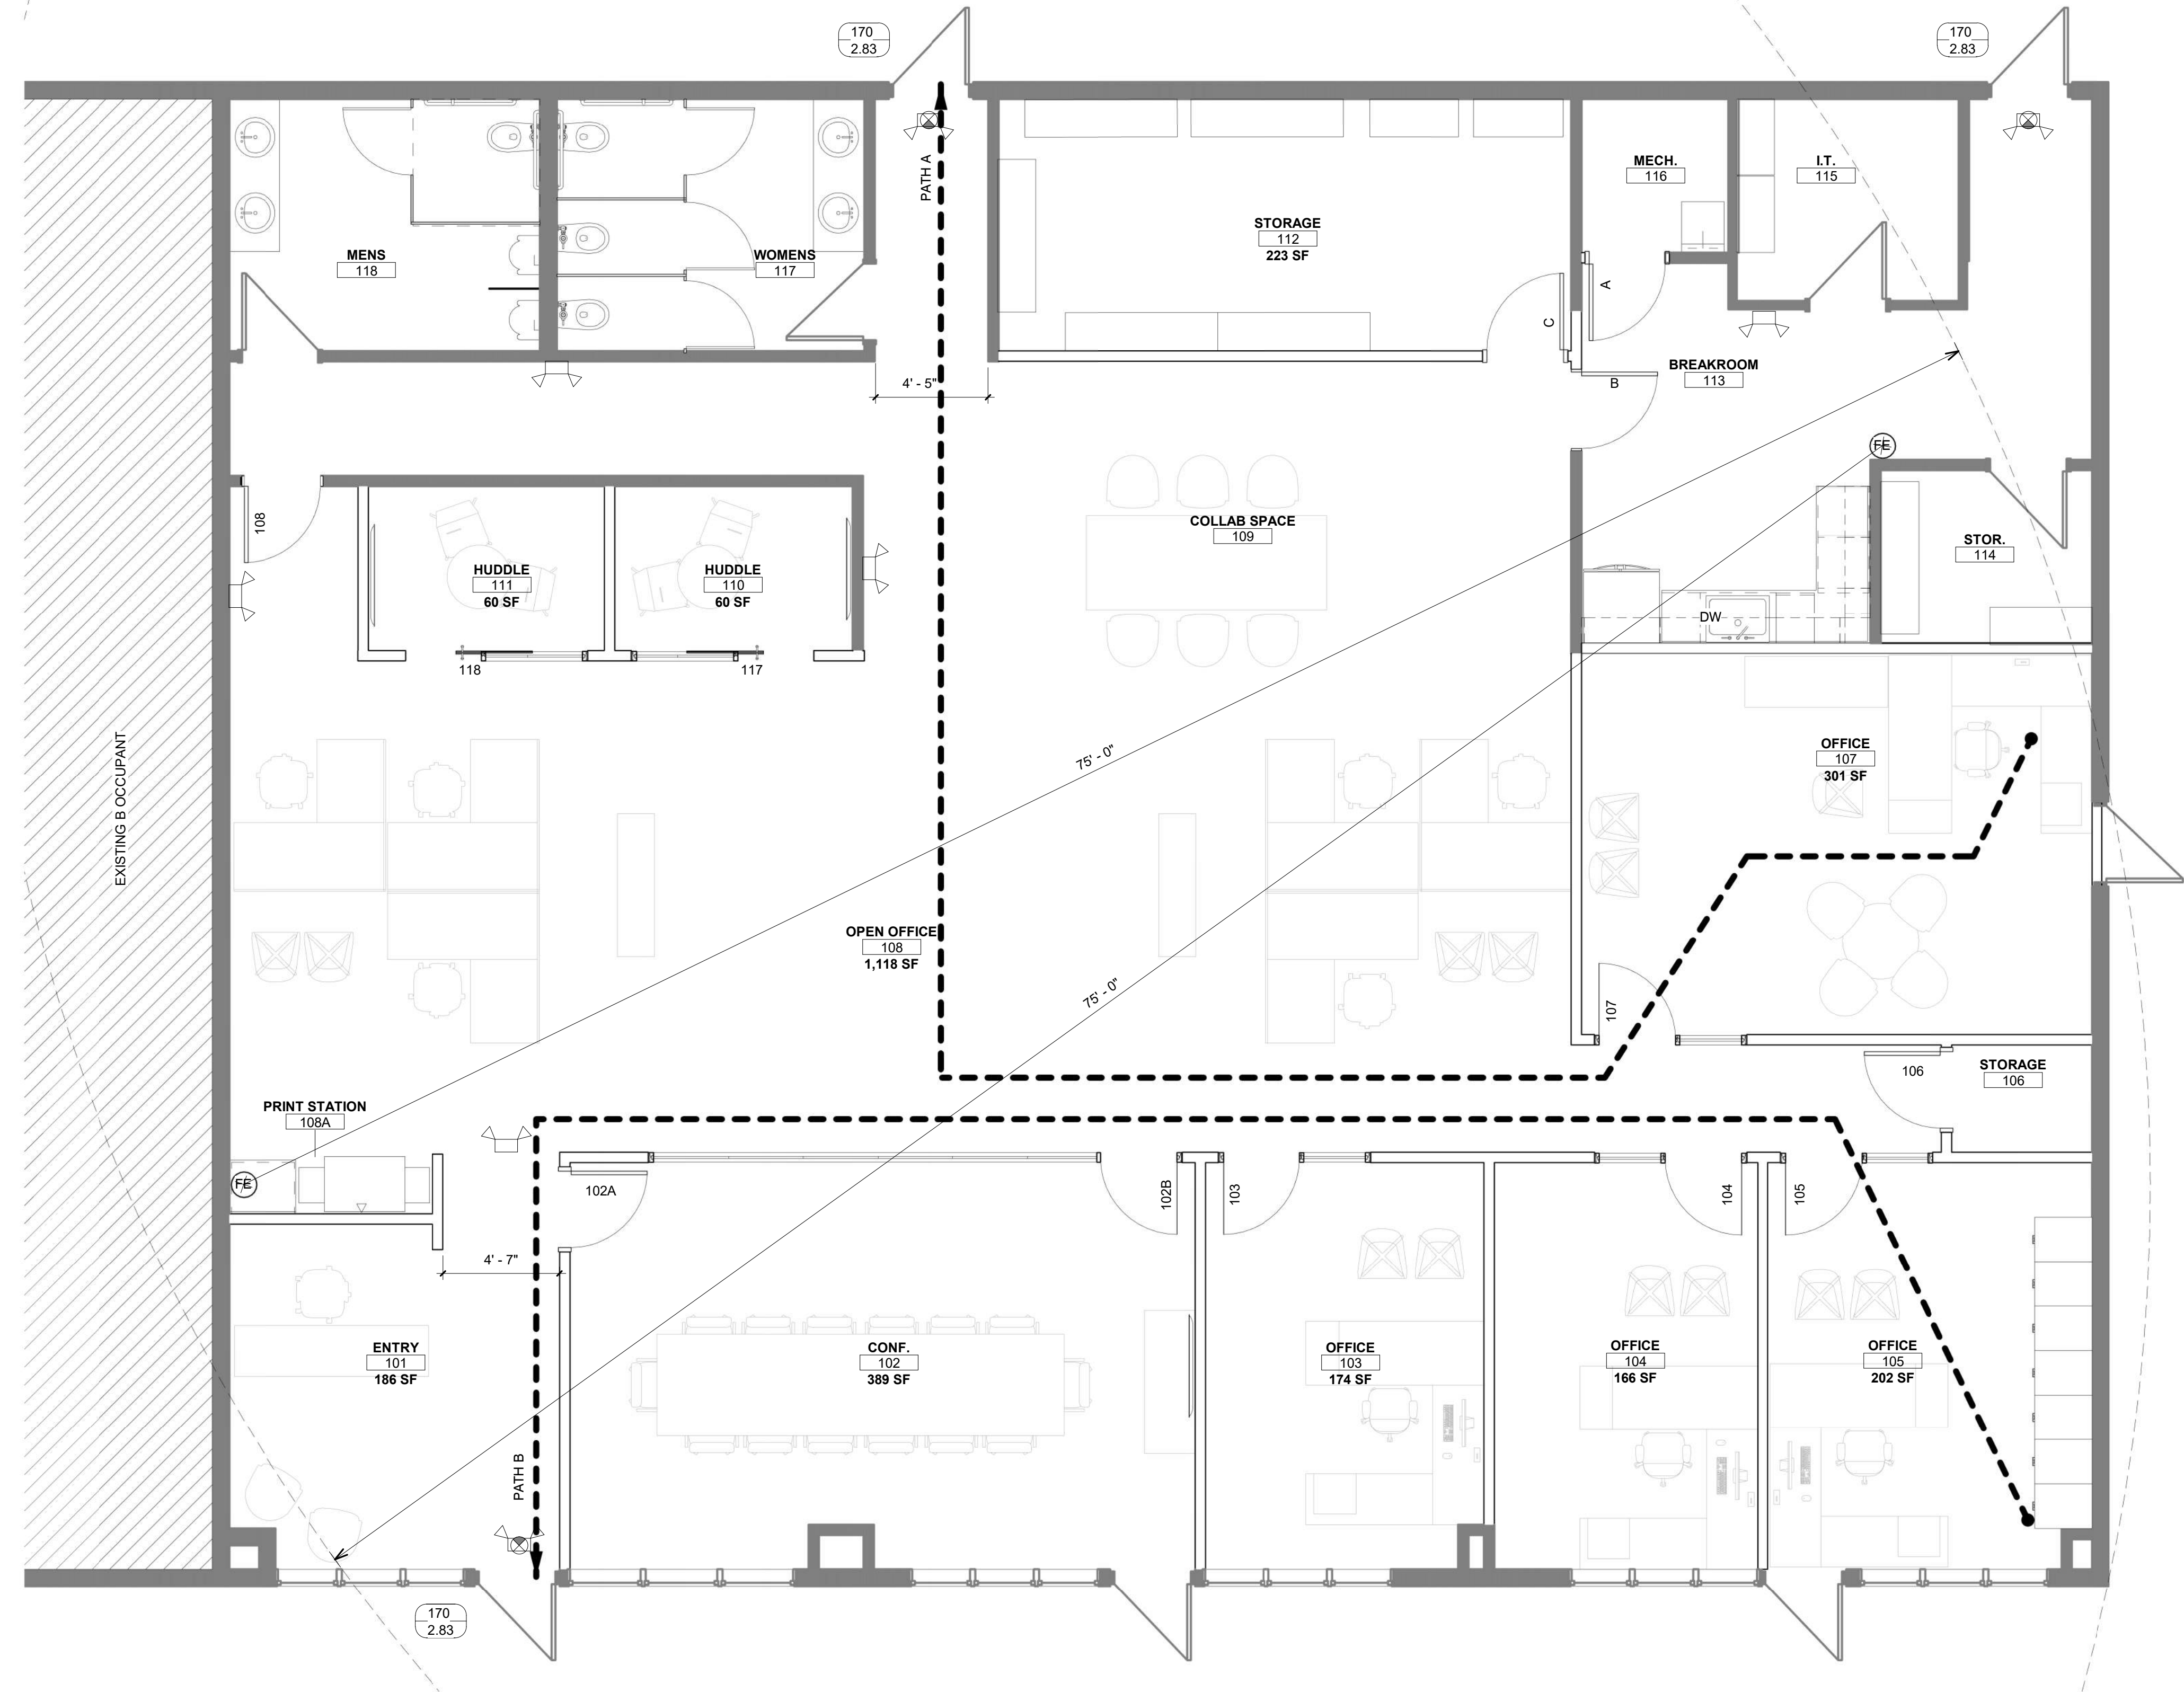 170
2.83
170
2.83
PATH A
MECH.
116
I.T.
115
STORAGE
112
223 SF
MENS
118
WOMENS
117
A
C
B
BREAKROOM
113
4' - 5"
FE
108
COLLAB SPACE
109
STOR.
114
HUDDLE
111
60 SF
HUDDLE
110
60 SF
DW
118
117
EXISTING B OCCUPANT
75' - 0"
OFFICE
107
301 SF
OPEN OFFICE
108
1,118 SF
75' - 0"
107
106
STORAGE
106
PRINT STATION
108A
FE
102A
102B
103
104
105
4' - 7"
ENTRY
101
186 SF
CONF.
102
389 SF
OFFICE
103
174 SF
OFFICE
104
166 SF
OFFICE
105
202 SF
PATH B
170
2.83